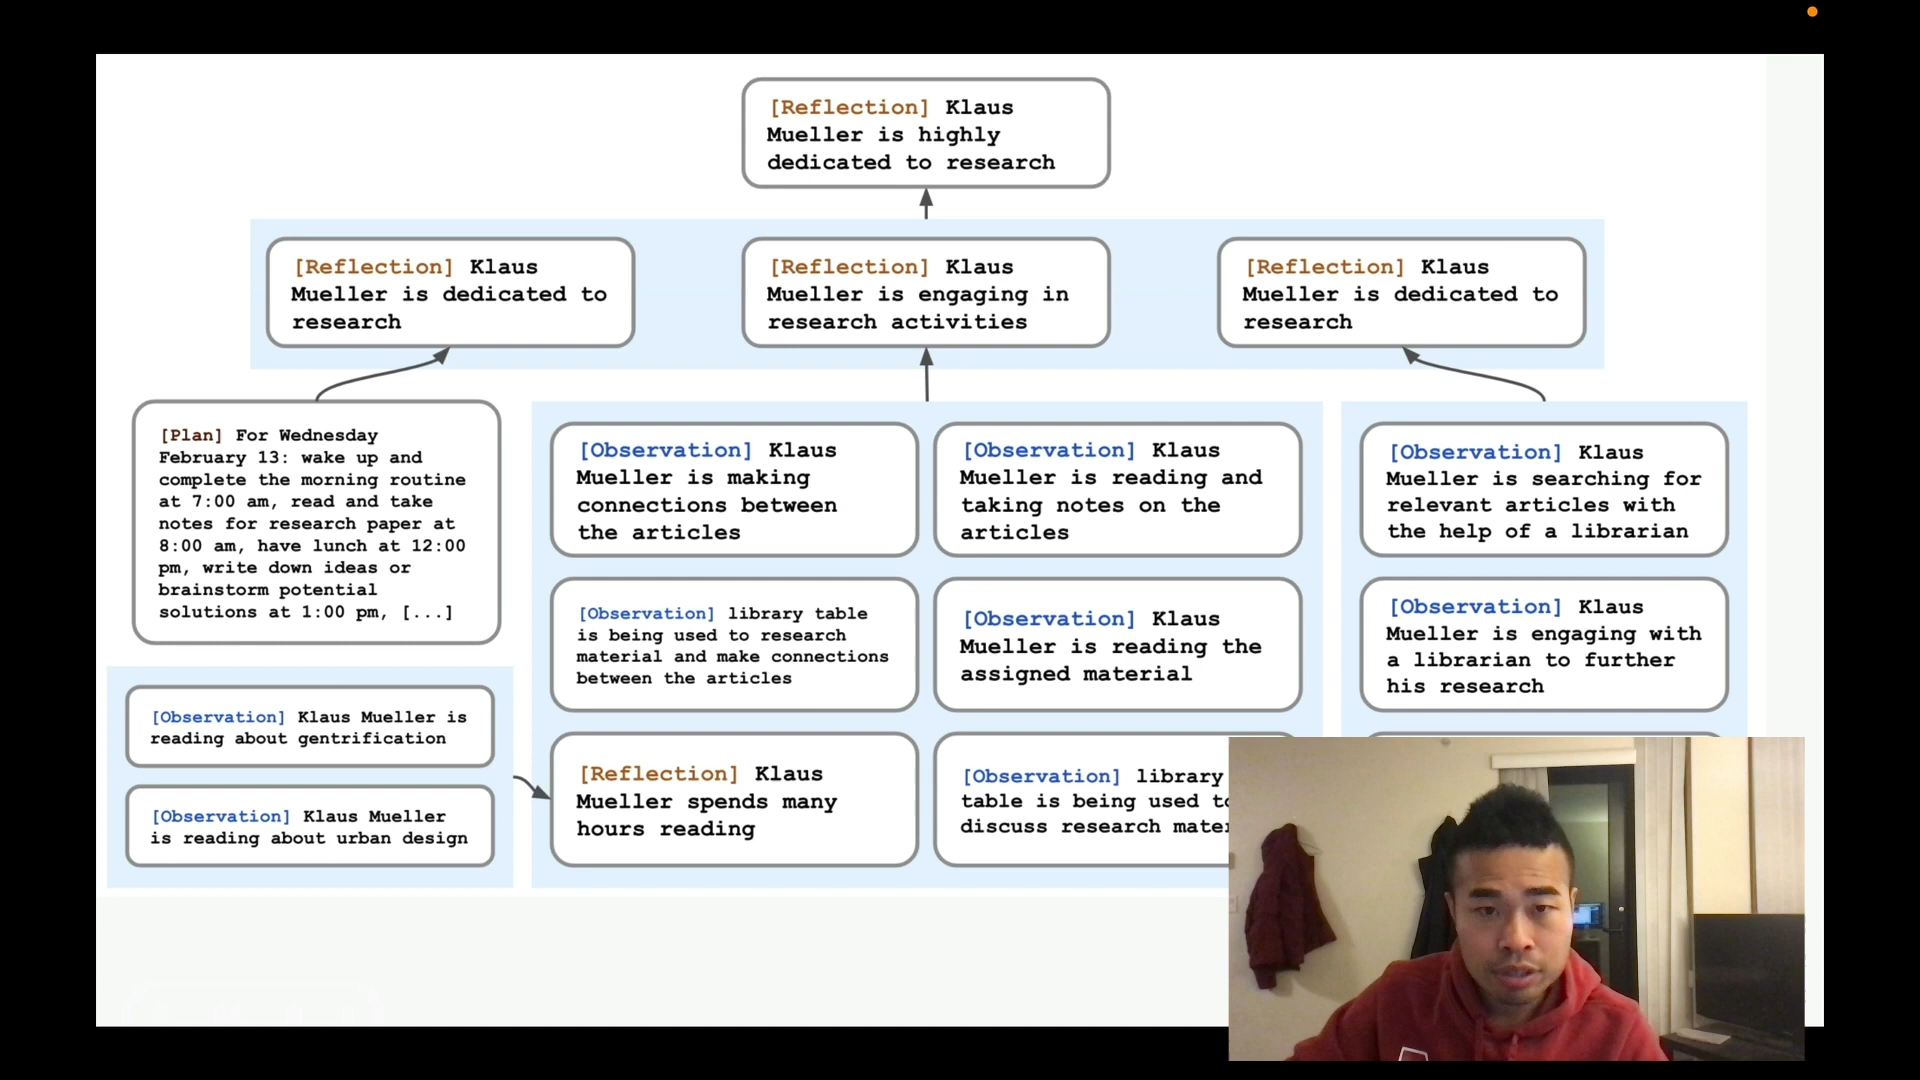 [Reflection] Klaus
Mueller is highly
dedicated to research
[Reflection] Klaus
Mueller is dedicated to
research
[Reflection] Klaus
Mueller is engaging in
research activities
[Reflection] Klaus
Mueller is dedicated to
research
[Plan] For Wednesday
February 13: wake up and
complete the morning routine
at 7:00 am, read and take
notes for research paper at
8:00 am, have lunch at 12:00
pm, write down ideas or
brainstorm potential
solutions at 1:00 pm, [...]
[Observation] Klaus Mueller is
reading about gentrification
[Observation] Klaus Mueller
is reading about urban design
[Observation] Klaus
Mueller is making
connections between
the articles
[Observation] Klaus
Mueller is reading and
taking notes on the
articles
[Observation] library table
is being used to research
material and make connections
between the articles
[Observation] Klaus
Mueller is reading the
assigned material
[Reflection] Klaus
Mueller spends many
hours reading
[Observation] library
table is being used
discuss research
[Observation] Klaus
Mueller is searching for
relevant articles with
the help of a librarian
[Observation] Klaus
Mueller is engaging with
a librarian to further
his research